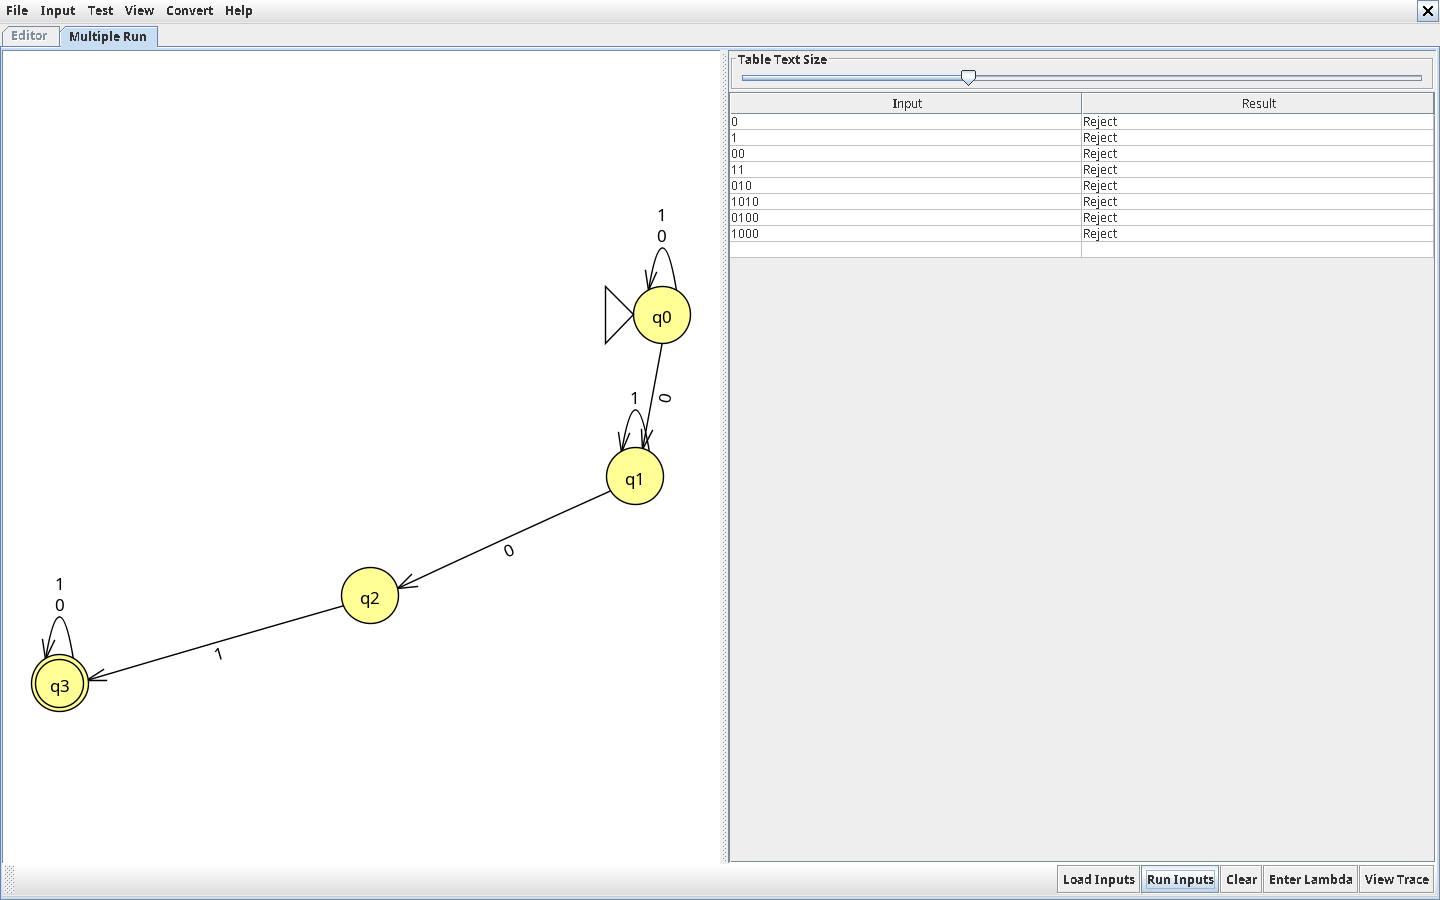 File Input Test View Convert Help
Editor Multiple Run
Table Text Size
Input Result
0 Reject
1 Reject
00 Reject
11 Reject
010 Reject
1010 Reject
0100 Reject
1000 Reject
1
0
q0
0
1
q1
0
q2
1
1
0
q3
Load Inputs Run Inputs Clear Enter Lambda View Trace